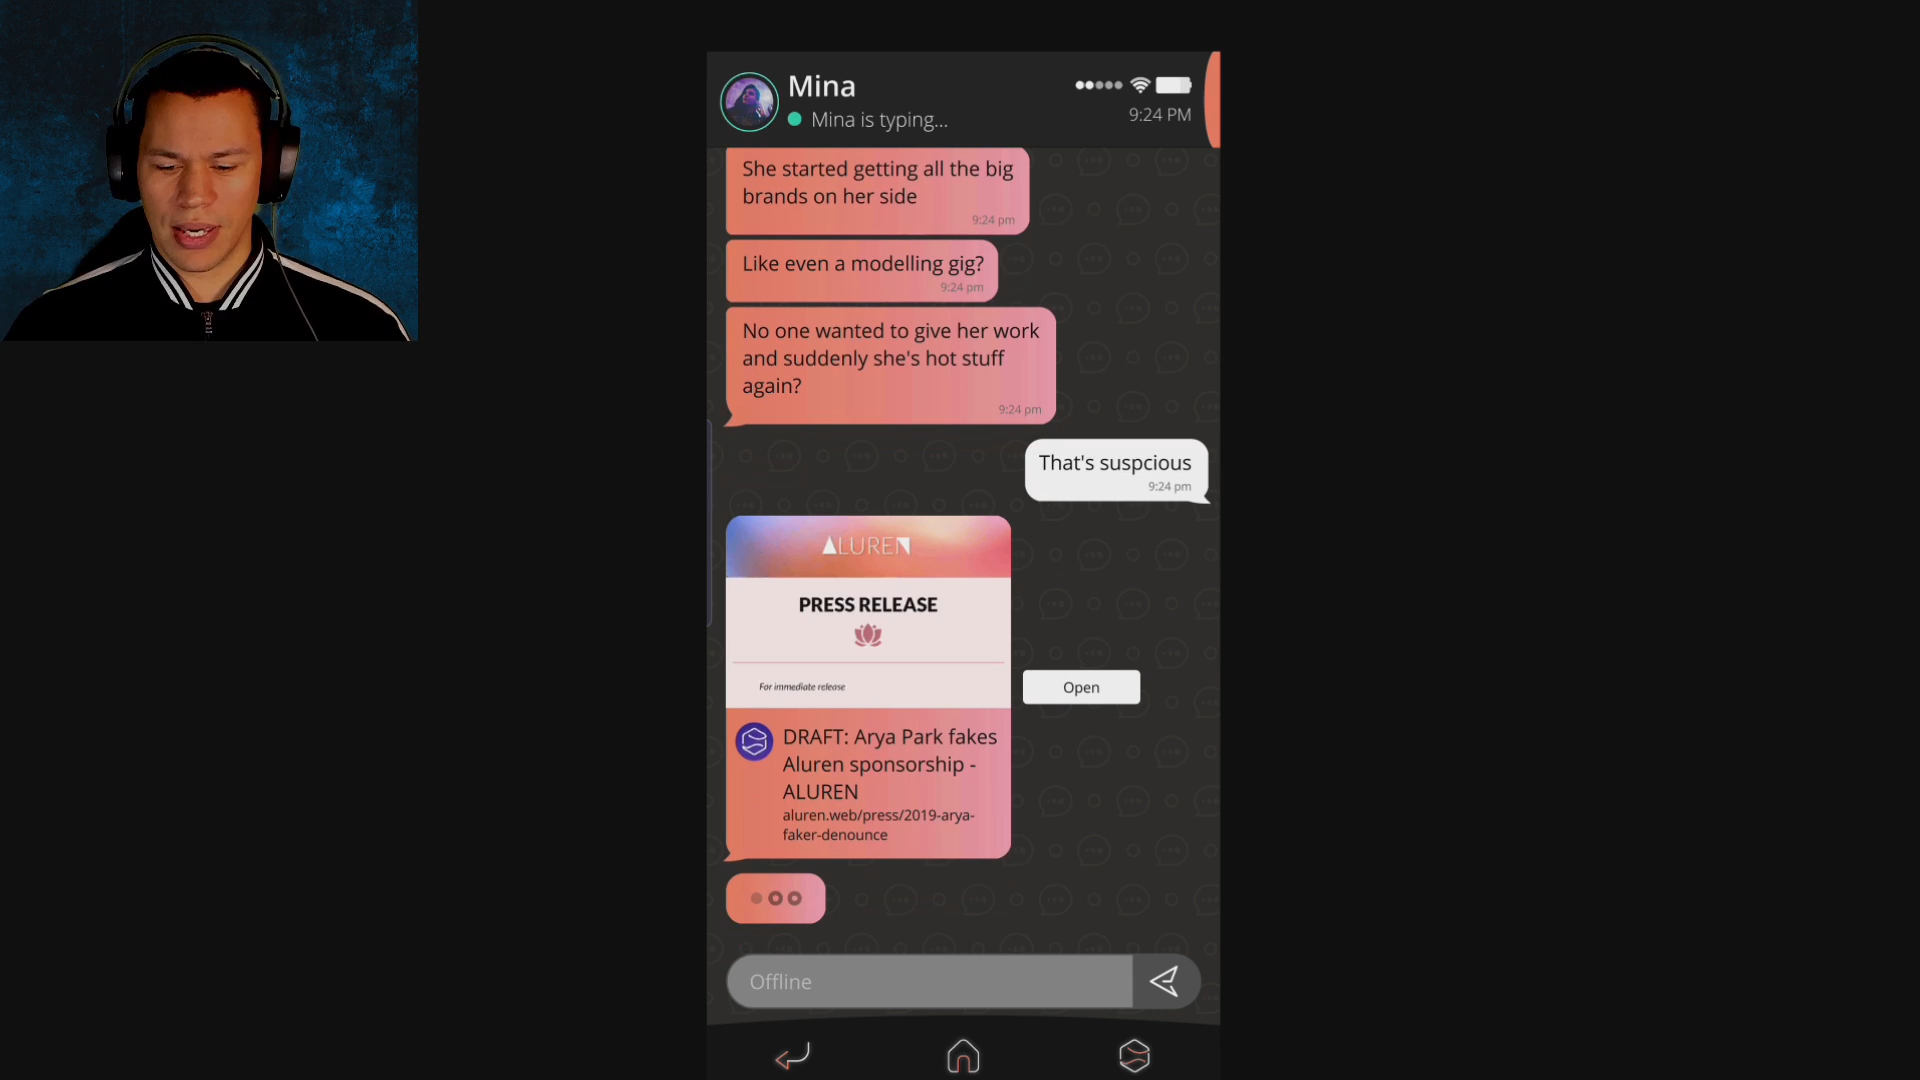 Mina
Mina is typing...
9:24 PM
She started getting all the big
brands on her side
9:24 pm
Like even a modelling gig?
9:24 pm
No one wanted to give her work
and suddenly she's hot stuff
again?
9:24 pm
That's suspcious
9:24 pm
ALUREN
PRESS RELEASE
For immediate release
Open
DRAFT: Arya Park fakes
Aluren sponsorship -
ALUREN
aluren.web/press/2019-arya-
faker-denounce
Offline